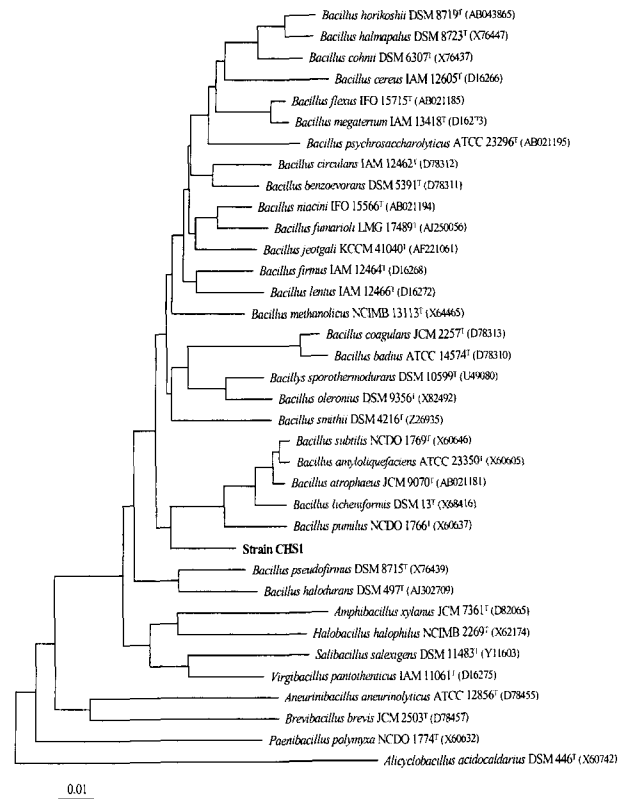 Bacillus horikoshii DSM 8719T (AB043865)
Bacillus halmapalus DSM 8723T (X76447)
Bacillus cohnii DSM 6307T (X76437)
Bacillus cereus IAM 12605T (D16266)
Bacillus flexus IFO 15715T (AB021185)
Bacillus megaterium IAM 13418T (D16273)
Bacillus psychrosaccharolyticus ATCC 23296T (AB021195)
Bacillus circulans IAM 12462T (D78312)
Bacillus benzoevorans DSM 5391T (D78311)
Bacillus niacini IFO 15566T (AB021194)
Bacillus fumarioli LMG 17489T (AJ250056)
Bacillus jeotgali KCCM 41040T (AF221061)
Bacillus firmus IAM 12464T (D16268)
Bacillus lentus IAM 12466T (D16272)
Bacillus methanolicus NCIMB 13113T (X64465)
Bacillus coagulans JCM 2257T (D78313)
Bacillus badius ATCC 14574T (D78310)
Bacillys sporothermodurans DSM 10599T (U49080)
Bacillus oleronius DSM 9356T (X82492)
Bacillus smithii DSM 4216T (Z26935)
Bacillus subtilis NCDO 1769T (X60646)
Bacillus amyloliquefaciens ATCC 23350T (X60605)
Bacillus atrophaeus JCM 9070T (AB021181)
Bacillus licheniformis DSM 13T (X68416)
Bacillus pumilus NCDO 1766T (X60637)
Strain CHS1
Bacillus pseudofirmus DSM 8715T (X76439)
Bacillus halodurans DSM 497T (AJ302709)
Amphibacillus xylanus JCM 7361T (D82065)
Halobacillus halophilus NCIMB 2269T (X62174)
Salibacillus salexigens DSM 11483T (Y11603)
Virgibacillus pantothenticus IAM 11061T (D16275)
Aneurinibacillus aneurinolyticus ATCC 12856T (D78455)
Brevibacillus brevis JCM 2503T (D78457)
Paenibacillus polymyxa NCDO 1774T (X60632)
Alicyclobacillus acidocaldarius DSM 446T (X60742)
0.01